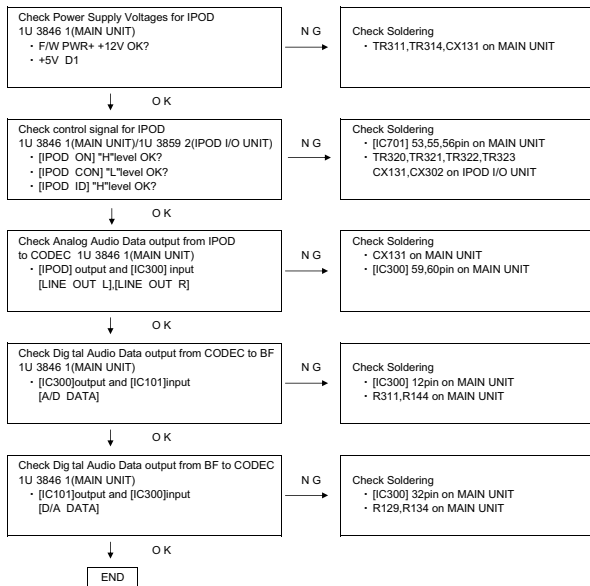 Check Power Supply Voltages for IPOD
1U 3846 1(MAIN UNIT)
・ F/W PWR+ +12V OK?
・ +5V D1
N G
Check Soldering
・ TR311,TR314,CX131 on MAIN UNIT
O K
Check control signal for IPOD
1U 3846 1(MAIN UNIT)/1U 3859 2(IPOD I/O UNIT)
・ [IPOD ON] "H"level OK?
・ [IPOD CON] "L"level OK?
・ [IPOD ID] "H"level OK?
N G
Check Soldering
・ [IC701] 53,55,56pin on MAIN UNIT
・ TR320,TR321,TR322,TR323
CX131,CX302 on IPOD I/O UNIT
O K
Check Analog Audio Data output from IPOD
to CODEC 1U 3846 1(MAIN UNIT)
・ [IPOD] output and [IC300] input
[LINE OUT L],[LINE OUT R]
N G
Check Soldering
・ CX131 on MAIN UNIT
・ [IC300] 59,60pin on MAIN UNIT
O K
Check Dig tal Audio Data output from CODEC to BF
1U 3846 1(MAIN UNIT)
・ [IC300]output and [IC101]input
[A/D DATA]
N G
Check Soldering
・ [IC300] 12pin on MAIN UNIT
・ R311,R144 on MAIN UNIT
O K
Check Dig tal Audio Data output from BF to CODEC
1U 3846 1(MAIN UNIT)
・ [IC101]output and [IC300]input
[D/A DATA]
N G
Check Soldering
・ [IC300] 32pin on MAIN UNIT
・ R129,R134 on MAIN UNIT
O K
END